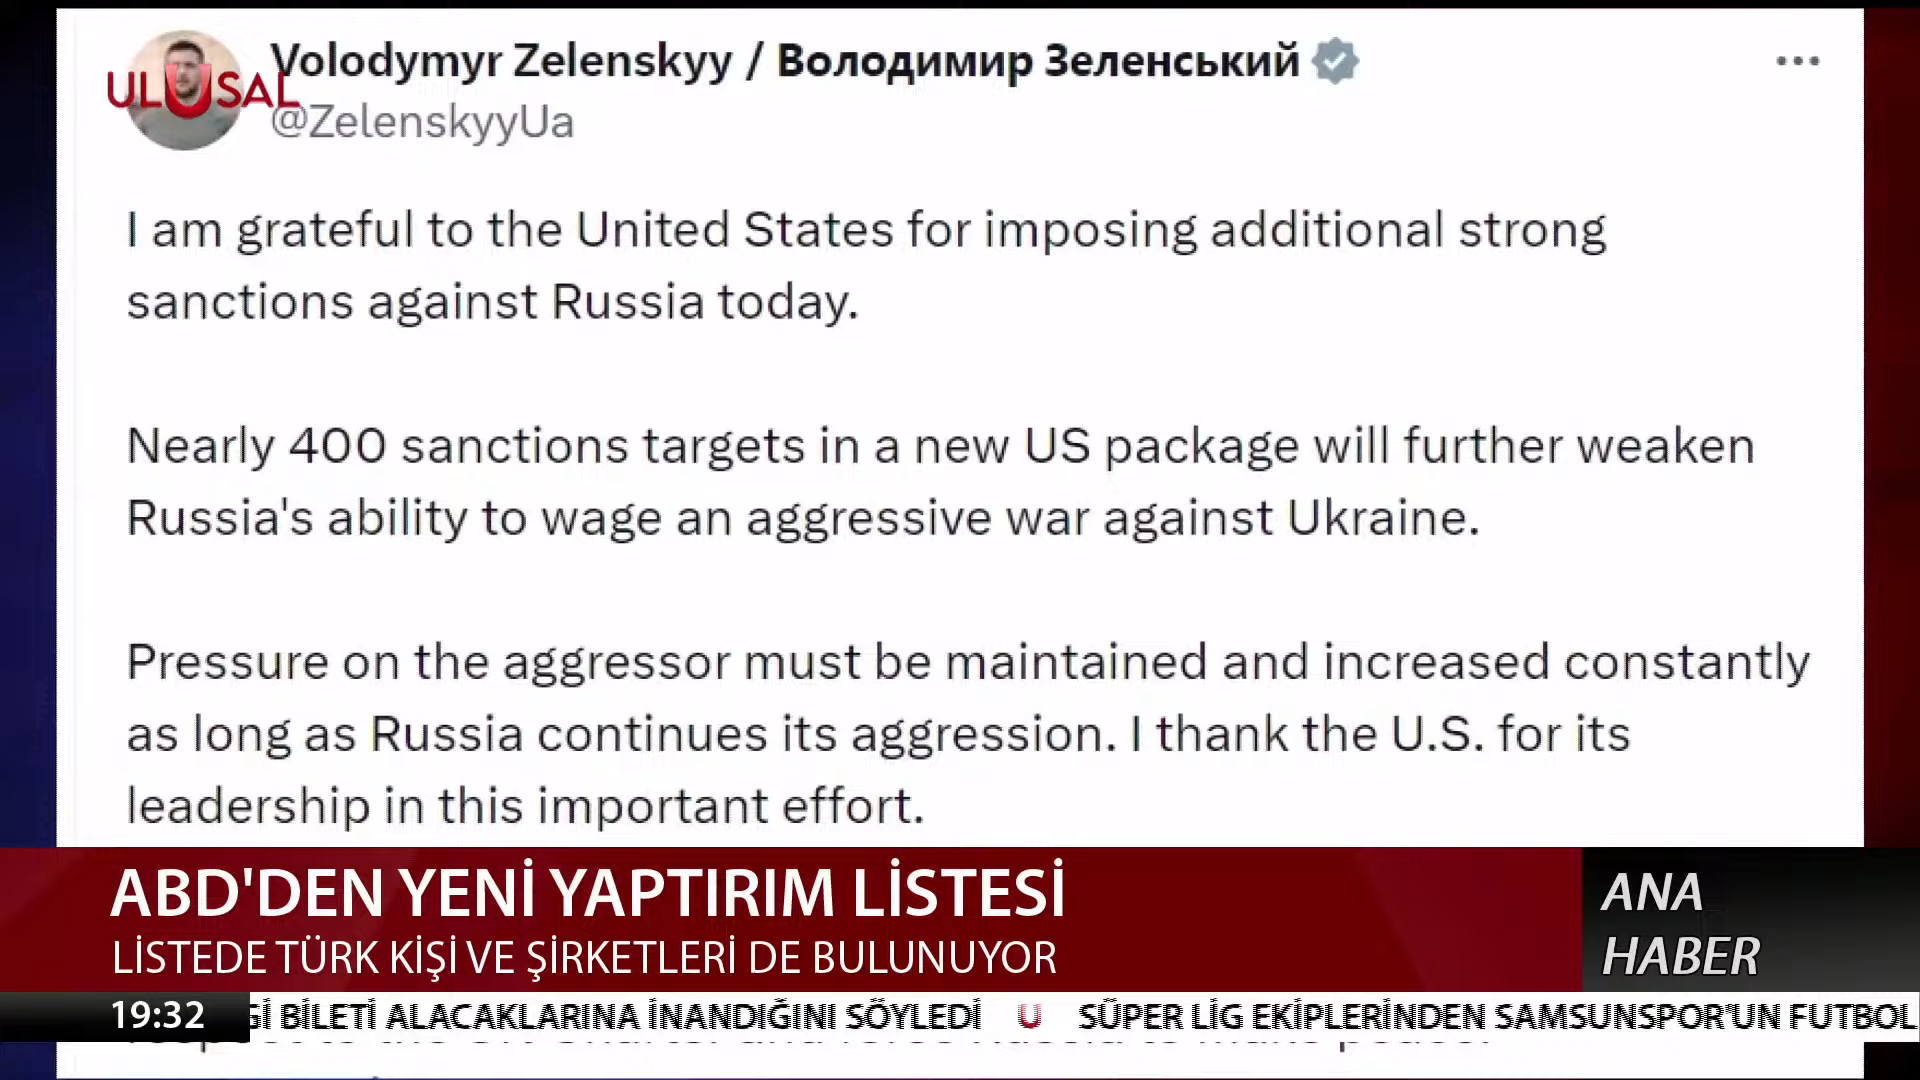 Volodymyr Zelenskyy / Володимир Зеленський
ULUSAL
@ZelenskyyUa
I am grateful to the United States for imposing additional strong
sanctions against Russia today.
Nearly 400 sanctions targets in a new US package will further weaken
Russia's ability to wage an aggressive war against Ukraine.
Pressure on the aggressor must be maintained and increased constantly
as long as Russia continues its aggression. I thank the U.S. for its
leadership in this important effort.
ABD'DEN YENİ YAPTIRIM LİSTESİ
LİSTEDE TÜRK KİŞİ VE ŞİRKETLERİ DE BULUNUYOR
ANA
HABER
19:32
Gİ BİLETİ ALACAKLARINA İNANDIĞINI SÖYLEDİ U SÜPER LİG EKİPLERİNDEN SAMSUNSPOR'UN FUTBOL